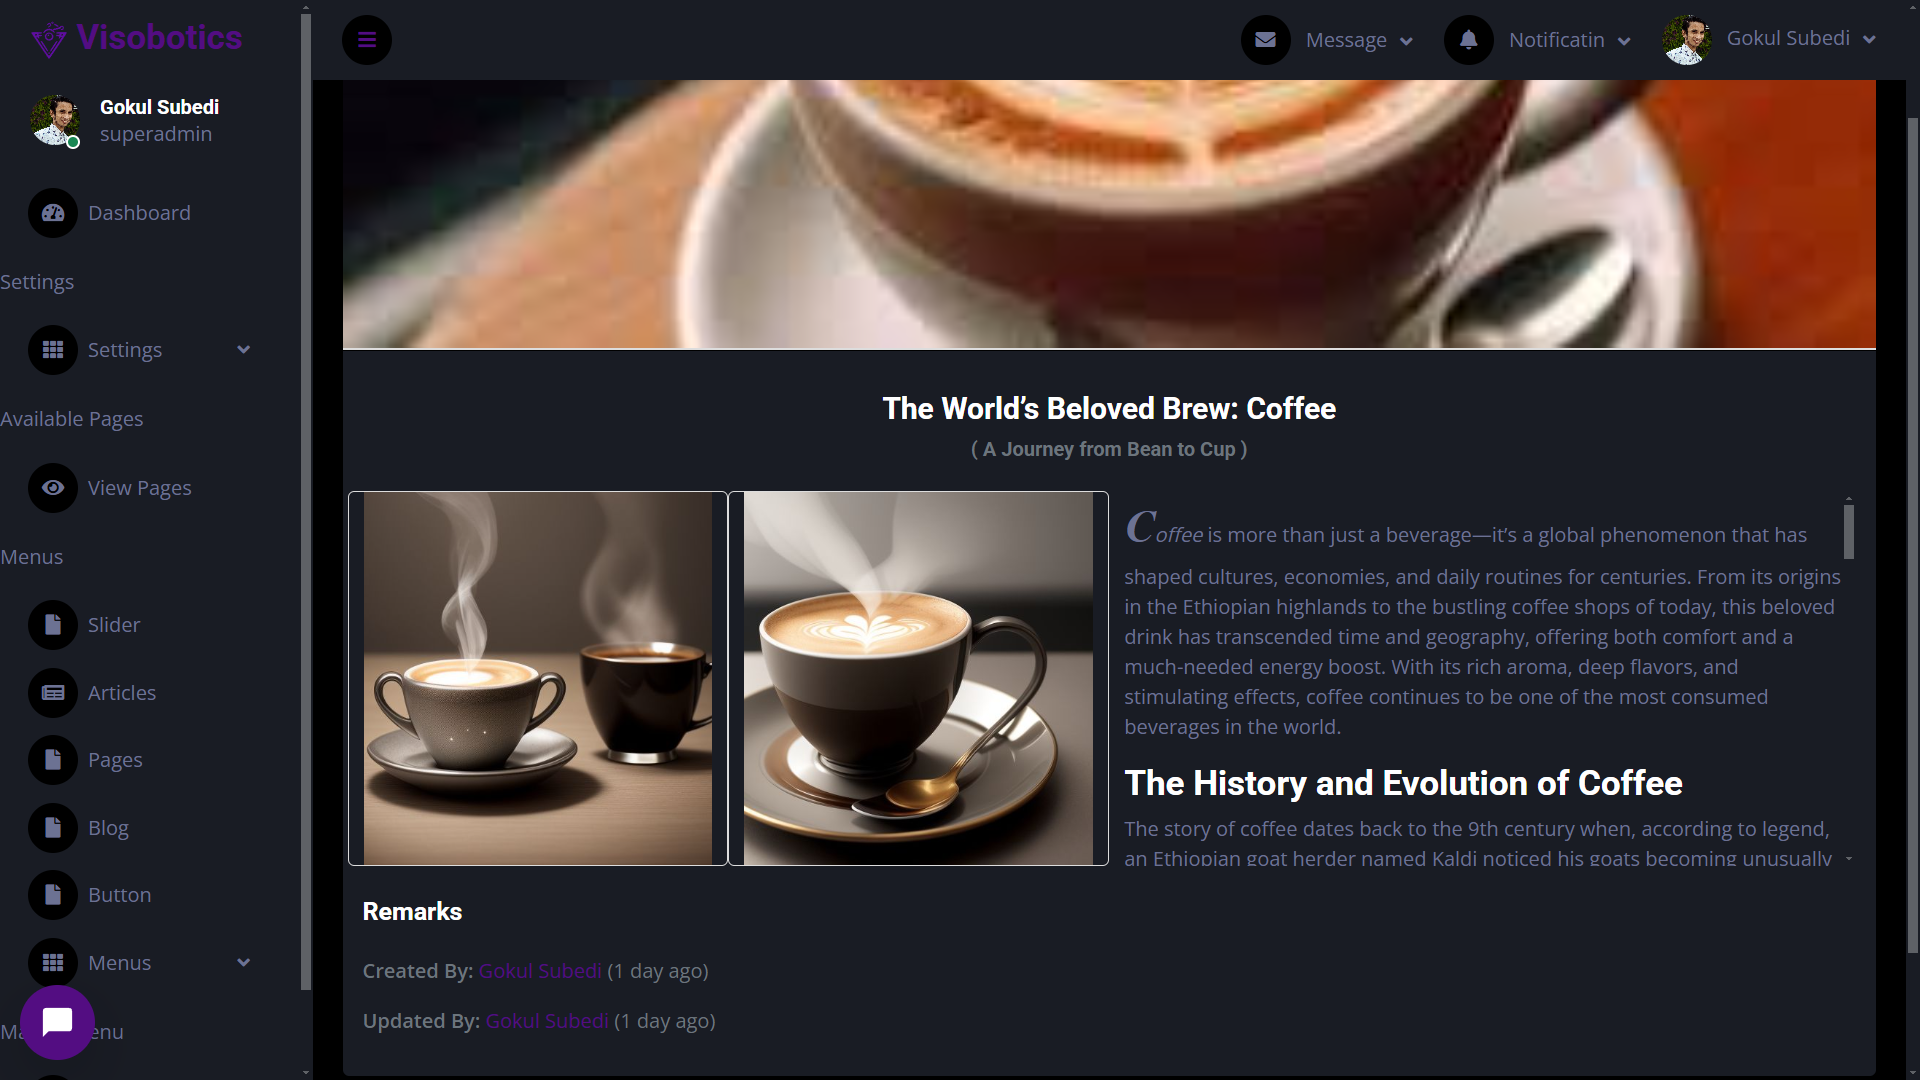 Visobotics
Message
Notificatin
Gokul Subedi
Gokul Subedi
superadmin
Dashboard
Settings
Settings
Available Pages
View Pages
Menus
Slider
Articles
Pages
Blog
Button
Menus
The World’s Beloved Brew: Coffee
( A Journey from Bean to Cup )
Coffee is more than just a beverage—it’s a global phenomenon that has
shaped cultures, economies, and daily routines for centuries. From its origins
in the Ethiopian highlands to the bustling coffee shops of today, this beloved
drink has transcended time and geography, offering both comfort and a
much-needed energy boost. With its rich aroma, deep flavors, and
stimulating effects, coffee continues to be one of the most consumed
beverages in the world.
The History and Evolution of Coffee
The story of coffee dates back to the 9th century when, according to legend,
an Ethiopian goat herder named Kaldi noticed his goats becoming unusually
Remarks
Created By: Gokul Subedi (1 day ago)
Updated By: Gokul Subedi (1 day ago)